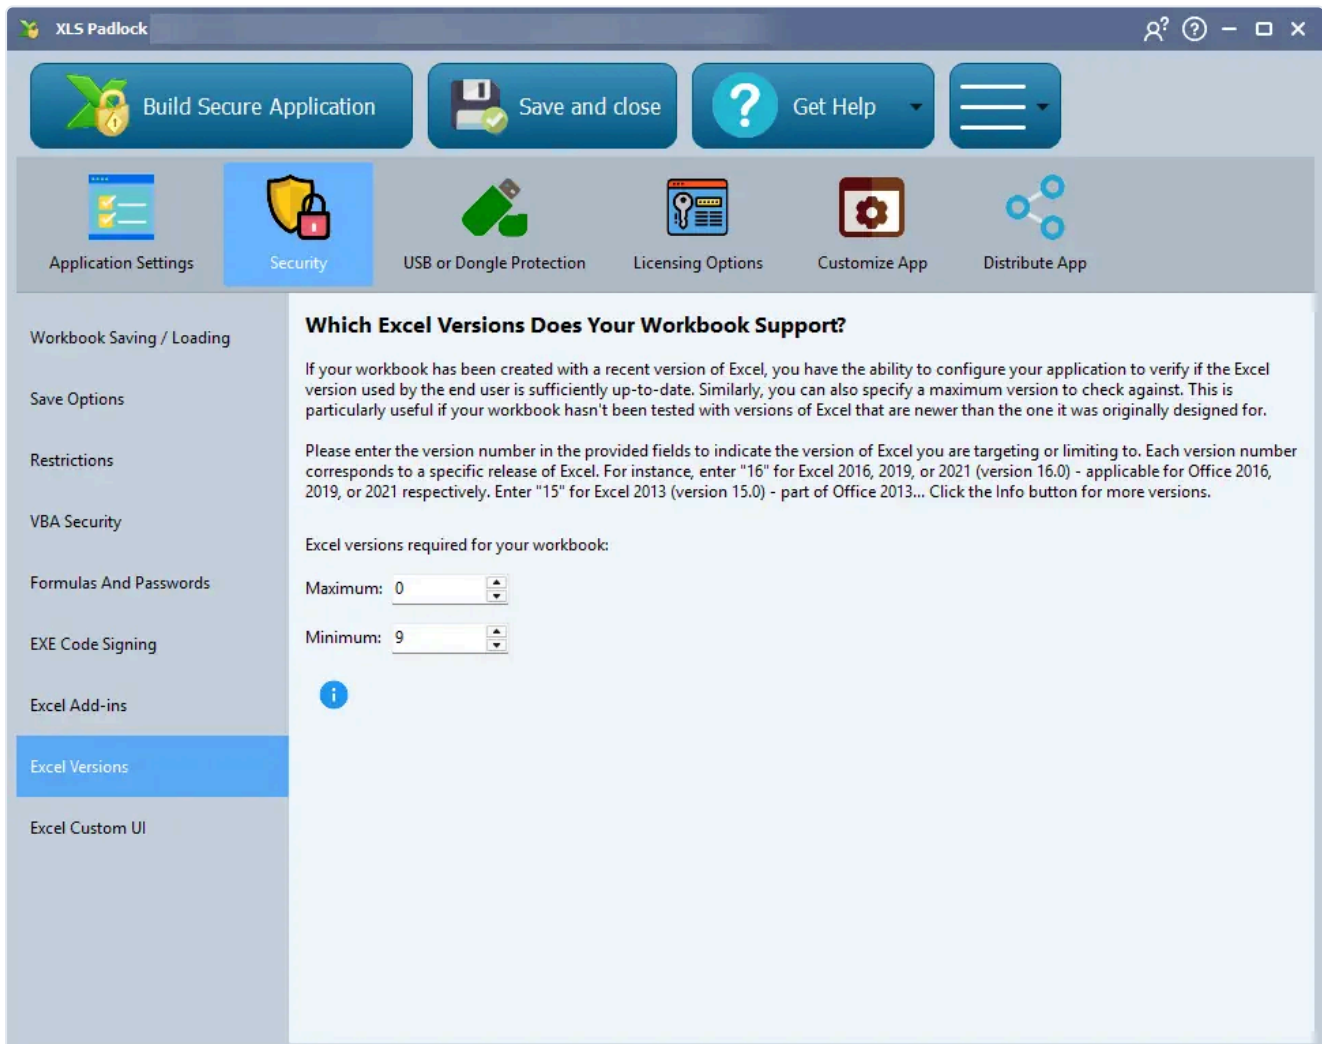 XLS Padlock
Build Secure Application
Save and close
Get Help
Application Settings
Security
USB or Dongle Protection
Licensing Options
Customize App
Distribute App
Workbook Saving / Loading
Save Options
Restrictions
VBA Security
Formulas And Passwords
EXE Code Signing
Excel Add-ins
Excel Versions
Excel Custom UI
Which Excel Versions Does Your Workbook Support?
If your workbook has been created with a recent version of Excel, you have the ability to configure your application to verify if the Excel
version used by the end user is sufficiently up-to-date. Similarly, you can also specify a maximum version to check against. This is
particularly useful if your workbook hasn't been tested with versions of Excel that are newer than the one it was originally designed for.
Please enter the version number in the provided fields to indicate the version of Excel you are targeting or limiting to. Each version number
corresponds to a specific release of Excel. For instance, enter "16" for Excel 2016, 2019, or 2021 (version 16.0) - applicable for Office 2016,
2019, or 2021 respectively. Enter "15" for Excel 2013 (version 15.0) - part of Office 2013... Click the Info button for more versions.
Excel versions required for your workbook:
Maximum: 0
Minimum: 9